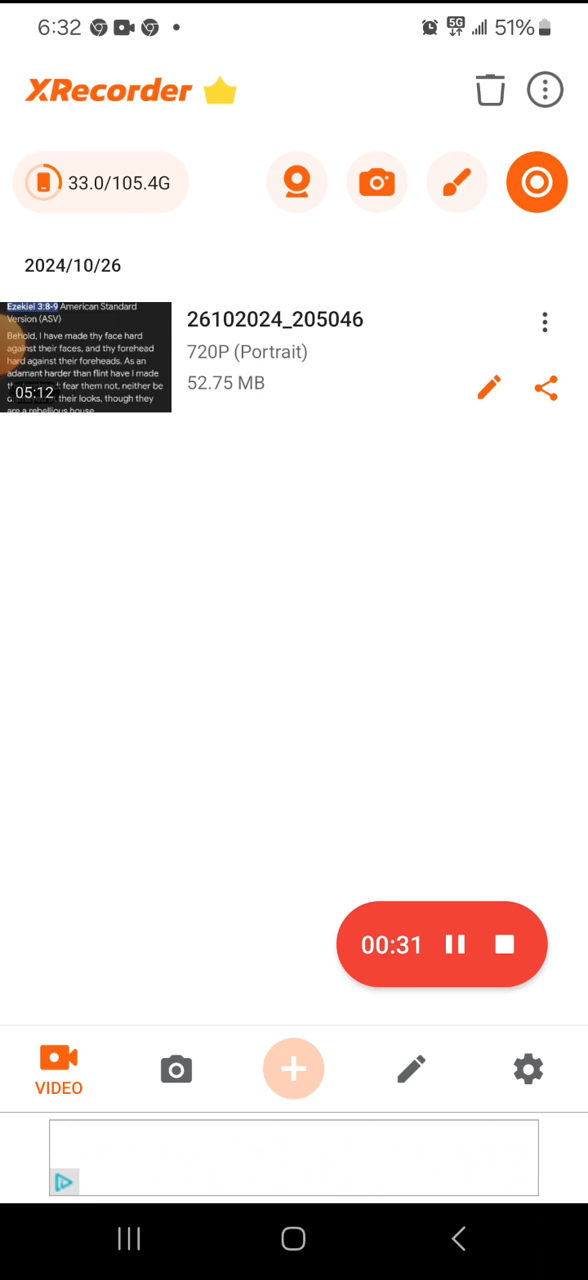 6:32
5G
51%
XRecorder
33.0/105.4G
2024/10/26
Ezekiel 3:8-9 American Standard
Version (ASV)
Behold, I have made thy face hard
against their faces, and thy forehead
hard against their foreheads. As an
adamant harder than flint have I made
fear them not, neither be
their looks, though they
are a rebellious house
05:12
26102024_205046
720P (Portrait)
52.75 MB
00:31
VIDEO